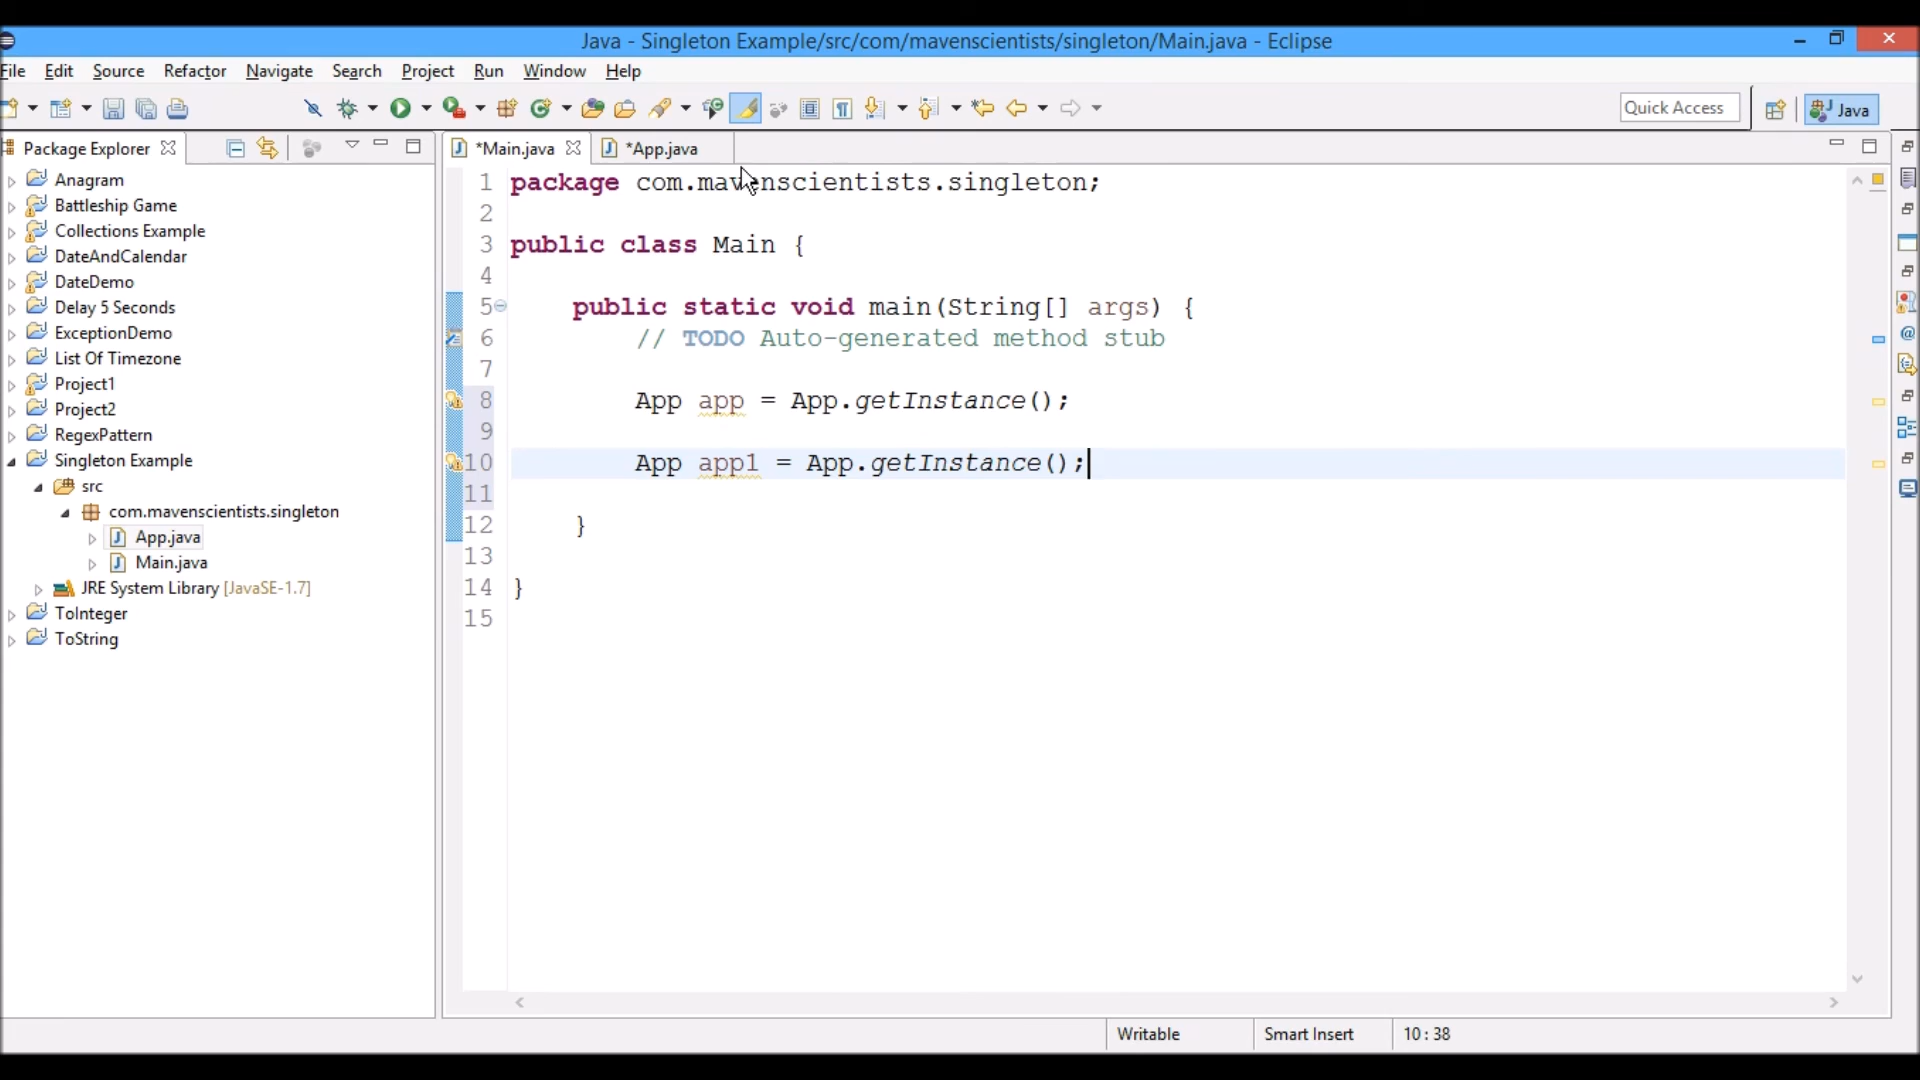 Java - Singleton Example/src/com/mavenscientists/singleton/Main.java - Eclipse
File Edit Source Refactor Navigate Search Project Run Window Help
Quick Access
Java
Package Explorer
*Main.java
*App.java
Anagram
Battleship Game
Collections Example
DateAndCalendar
DateDemo
Delay 5 Seconds
ExceptionDemo
List Of Timezone
Project1
Project2
RegexPattern
Singleton Example
src
com.mavenscientists.singleton
App.java
Main.java
JRE System Library [JavaSE-1.7]
ToInteger
ToString
1 package com.mavenscientists.singleton;
2
3 public class Main {
4
5 public static void main(String[] args) {
6 // TODO Auto-generated method stub
7
8 App app = App.getInstance();
9
10 App app1 = App.getInstance();
11
12 }
13
14 }
15
Writable
Smart Insert
10 : 38